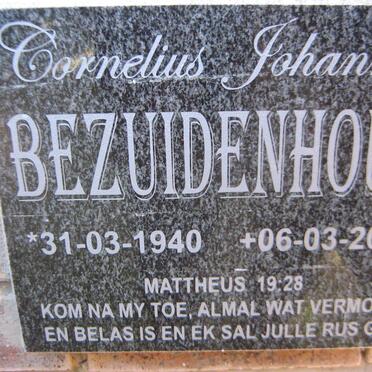 Cornelius Johann
BEZUIDENHOU
*31-03-1940 +06-03-20
MATTHEUS 19:28
KOM NA MY TOE, ALMAL WAT VERMO
EN BELAS IS EN EK SAL JULLE RUS G